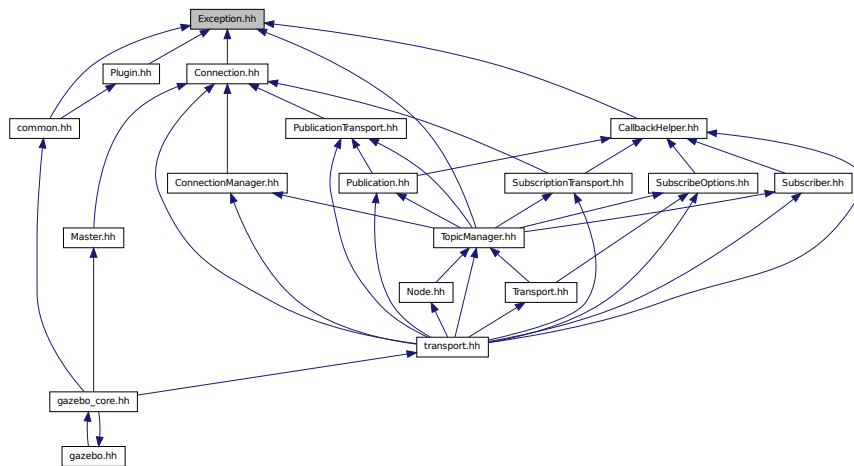 Exception.hh
Plugin.hh
Connection.hh
common.hh
PublicationTransport.hh
CallbackHelper.hh
ConnectionManager.hh
Publication.hh
SubscriptionTransport.hh
SubscribeOptions.hh
Subscriber.hh
Master.hh
TopicManager.hh
Node.hh
Transport.hh
transport.hh
gazebo_core.hh
gazebo.hh